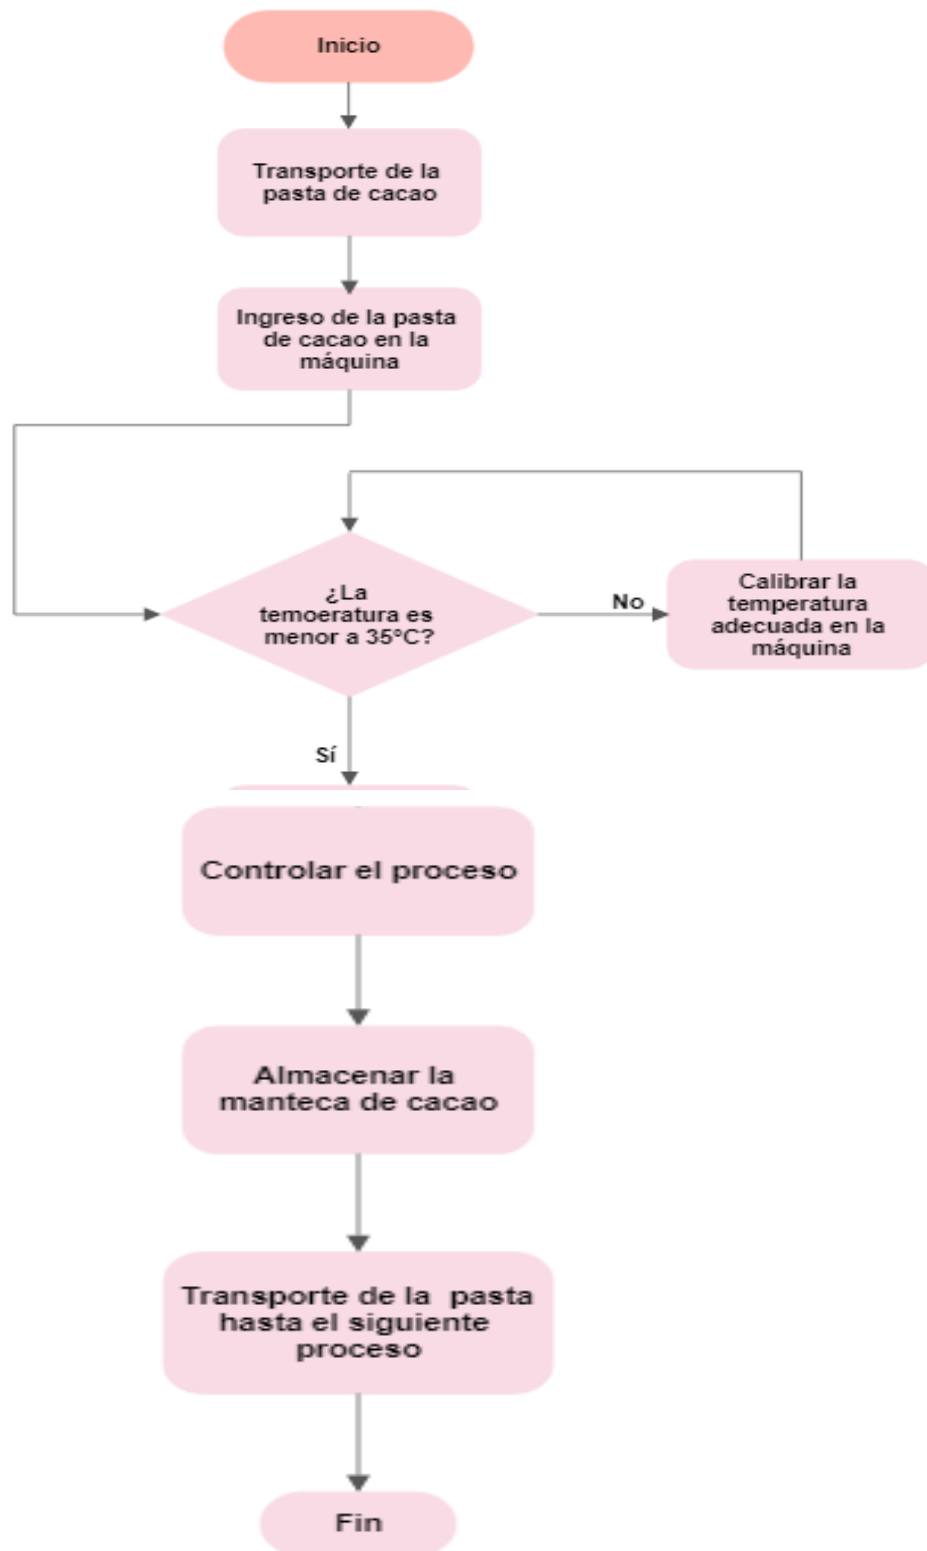 Inicio
Transporte de la
pasta de cacao
Ingreso de la pasta
de cacao en la
máquina
¿La
temoeratura es
menor a 35°C?
No
Calibrar la
temperatura
adecuada en la
máquina
Sí
Controlar el proceso
Almacenar la
manteca de cacao
Transporte de la pasta
hasta el siguiente
proceso
Fin